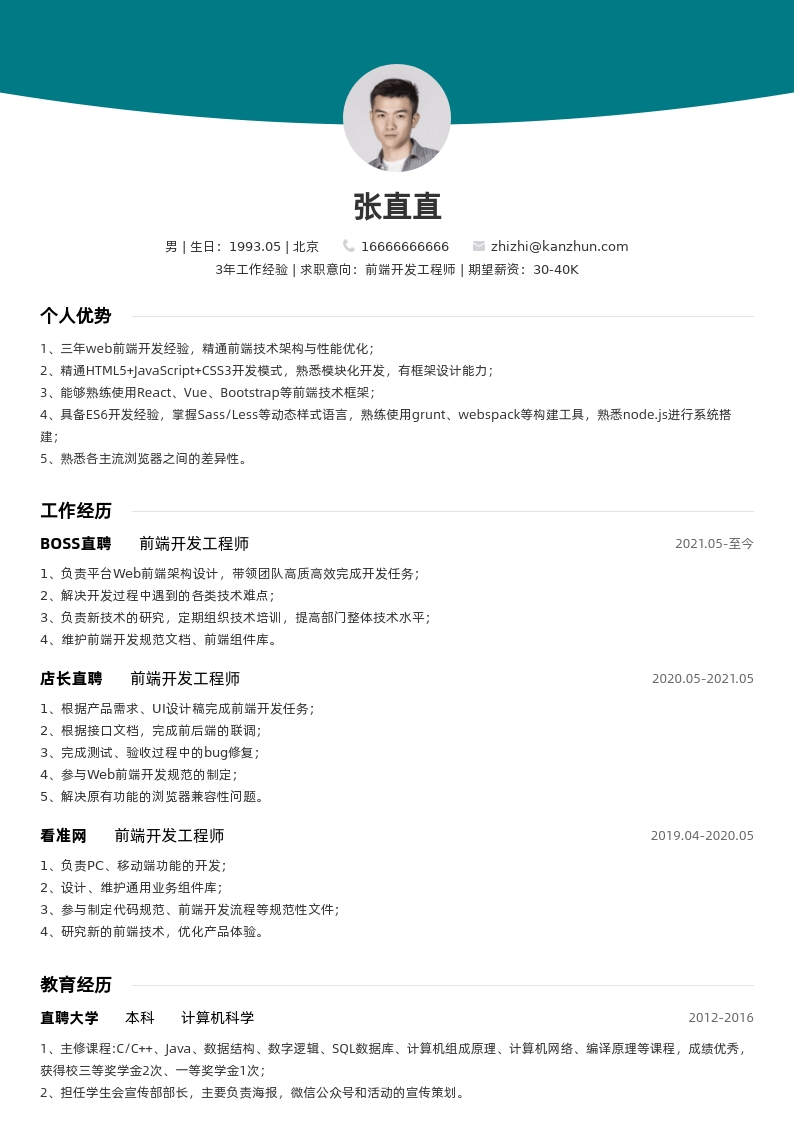 张直直
男 | 生日：1993.05 | 北京 16666666666 zhizhi@kanzhun.com
3年工作经验 | 求职意向：前端开发工程师 | 期望薪资：30-40K
个人优势
1、三年web前端开发经验，精通前端技术架构与性能优化；
2、精通HTML5+JavaScript+CSS3开发模式，熟悉模块化开发，有框架设计能力；
3、能够熟练使用React、Vue、Bootstrap等前端技术框架；
4、具备ES6开发经验，掌握Sass/Less等动态样式语言，熟练使用grunt、webspack等构建工具，熟悉node.js进行系统搭
建；
5、熟悉各主流浏览器之间的差异性。
工作经历
BOSS直聘 前端开发工程师 2021.05-至今
1、负责平台Web前端架构设计，带领团队高质高效完成开发任务；
2、解决开发过程中遇到的各类技术难点；
3、负责新技术的研究，定期组织技术培训，提高部门整体技术水平；
4、维护前端开发规范文档、前端组件库。
店长直聘 前端开发工程师 2020.05-2021.05
1、根据产品需求、UI设计稿完成前端开发任务；
2、根据接口文档，完成前后端的联调；
3、完成测试、验收过程中的bug修复；
4、参与Web前端开发规范的制定；
5、解决原有功能的浏览器兼容性问题。
看准网 前端开发工程师 2019.04-2020.05
1、负责PC、移动端功能的开发；
2、设计、维护通用业务组件库；
3、参与制定代码规范、前端开发流程等规范性文件；
4、研究新的前端技术，优化产品体验。
教育经历
直聘大学 本科 计算机科学 2012-2016
1、主修课程:C/C++、Java、数据结构、数字逻辑、SQL数据库、计算机组成原理、计算机网络、编译原理等课程，成绩优秀，
获得校三等奖学金2次、一等奖学金1次；
2、担任学生会宣传部部长，主要负责海报，微信公众号和活动的宣传策划。